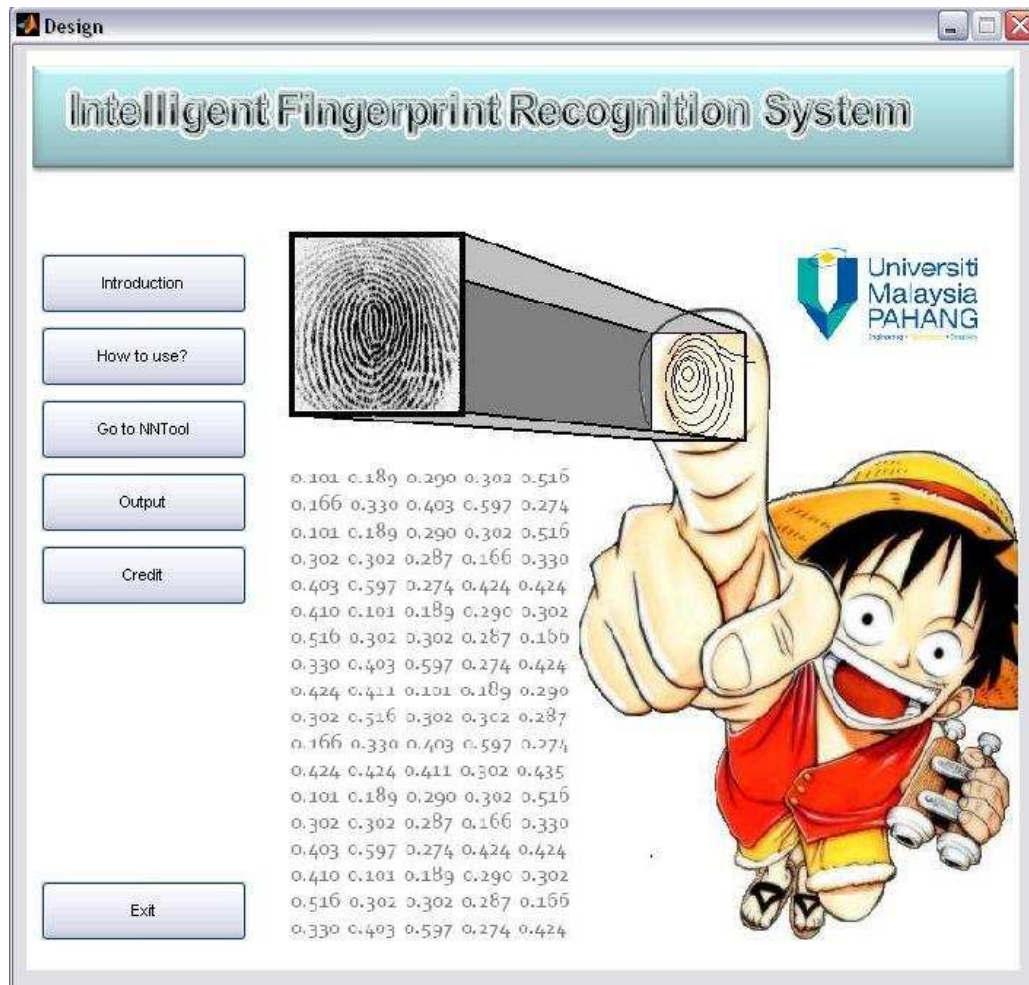 Design
Intelligent Fingerprint Recognition System
Introduction
How to use?
Go to NNTool
Output
Credit
Exit
Universiti
Malaysia
PAHANG
Engineering • • Creativity
0.101 0.189 0.290 0.302 0.516
0.166 0.330 0.403 0.597 0.274
0.101 0.189 0.290 0.302 0.516
0.302 0.302 0.287 0.166 0.330
0.403 0.597 0.274 0.424 0.424
0.410 0.101 0.189 0.290 0.302
0.516 0.302 0.302 0.287 0.166
0.330 0.403 0.597 0.274 0.424
0.424 0.411 0.101 0.189 0.290
0.302 0.516 0.302 0.302 0.287
0.166 0.330 0.403 0.597 0.274
0.424 0.424 0.411 0.302 0.435
0.101 0.189 0.290 0.302 0.516
0.302 0.302 0.287 0.166 0.330
0.403 0.597 0.274 0.424 0.424
0.410 0.101 0.189 0.290 0.302
0.516 0.302 0.302 0.287 0.166
0.330 0.403 0.597 0.274 0.424